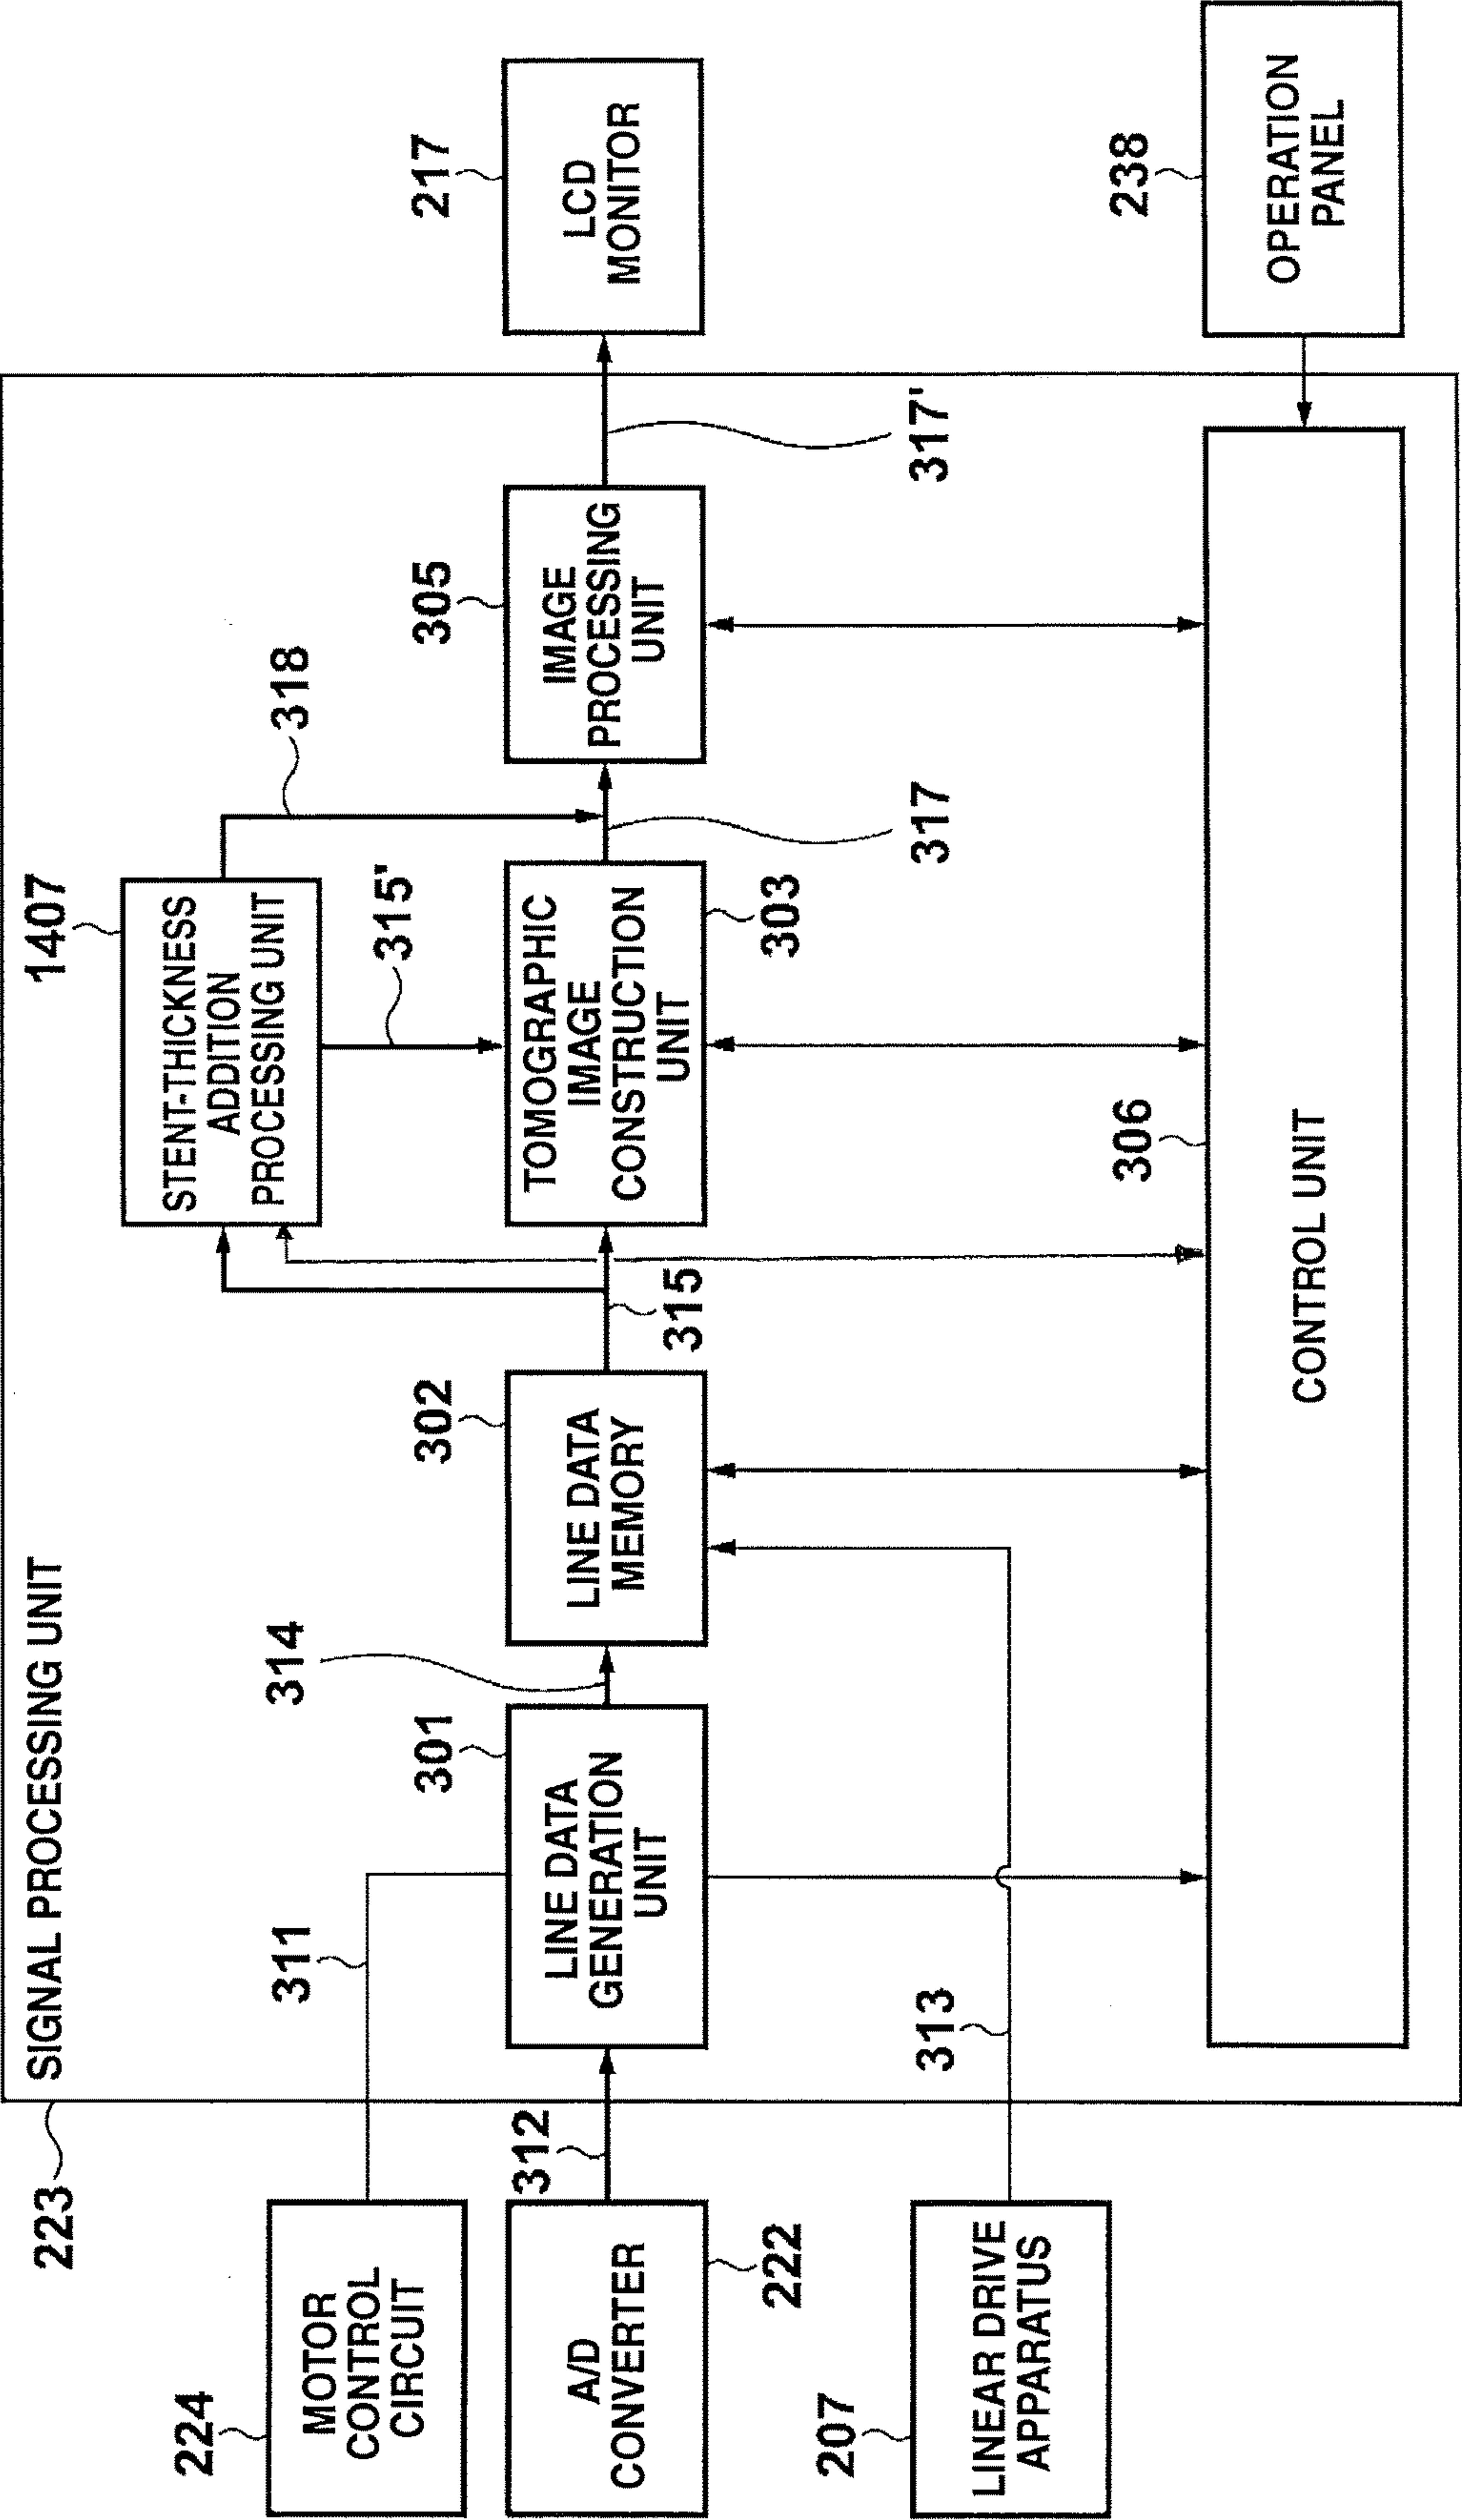 SIGNAL PROCESSING UNIT
223
1407
STENT-THICKNESS
ADDITION
PROCESSING UNIT
318
315'
224
MOTOR
CONTROL
CIRCUIT
311
314
301
LINE DATA
GENERATION
UNIT
302
LINE DATA
MEMORY
315
TOMOGRAPHIC
IMAGE
CONSTRUCTION
UNIT
303
305
IMAGE
PROCESSING
UNIT
217
LCD
MONITOR
312
A/D
CONVERTER
222
317
317'
207
LINEAR DRIVE
APPARATUS
313
306
CONTROL UNIT
238
OPERATION
PANEL